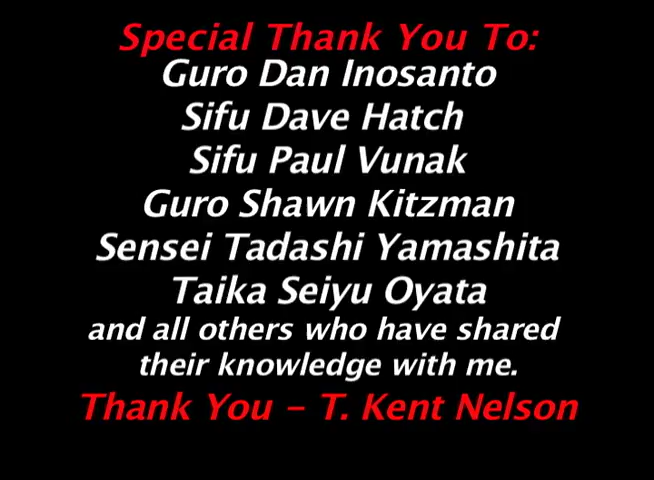 Special Thank You To:
Guro Dan Inosanto
Sifu Dave Hatch
Sifu Paul Vunak
Guro Shawn Kitzman
Sensei Tadashi Yamashita
Taika Seiyu Oyata
and all others who have shared
their knowledge with me.
Thank You - T. Kent Nelson